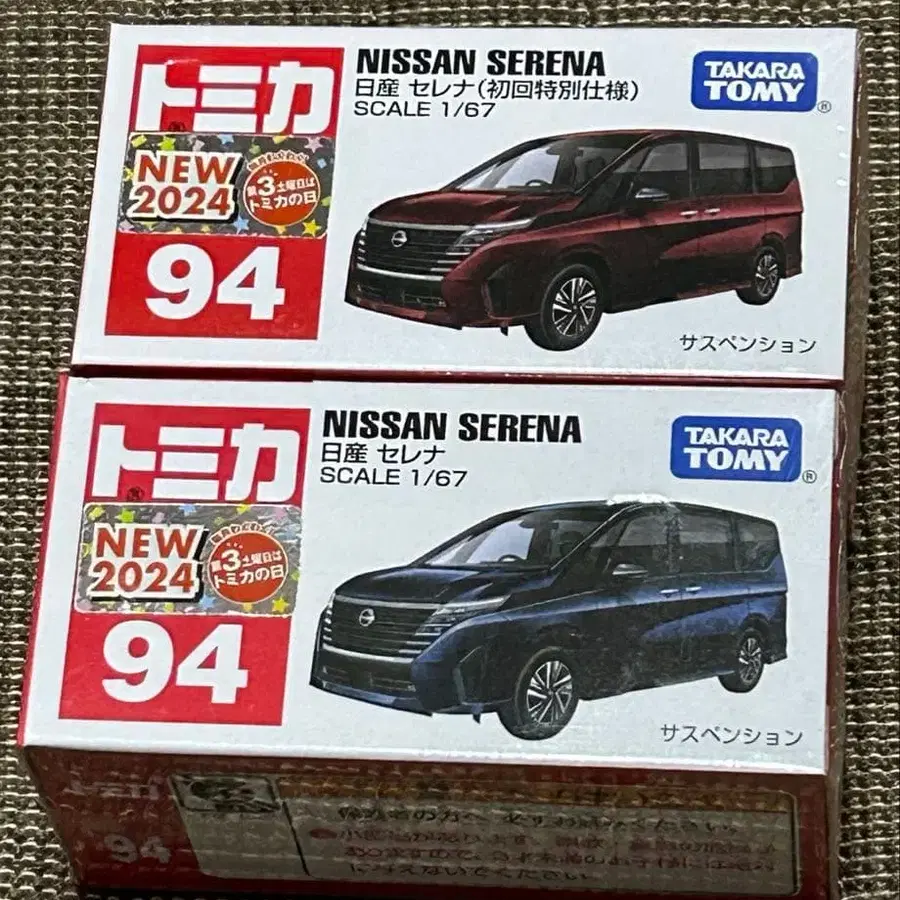 トミカ
NEW
2024
第3土曜日は
トミカの日
94
NISSAN SERENA
日産 セレナ(初回特別仕様)
SCALE 1/67
TAKARA
TOMY
®
サスペンション
トミカ
NEW
2024
第3土曜日は
トミカの日
94
NISSAN SERENA
日産 セレナ
SCALE 1/67
TAKARA
TOMY
®
サスペンション
トミカ
94